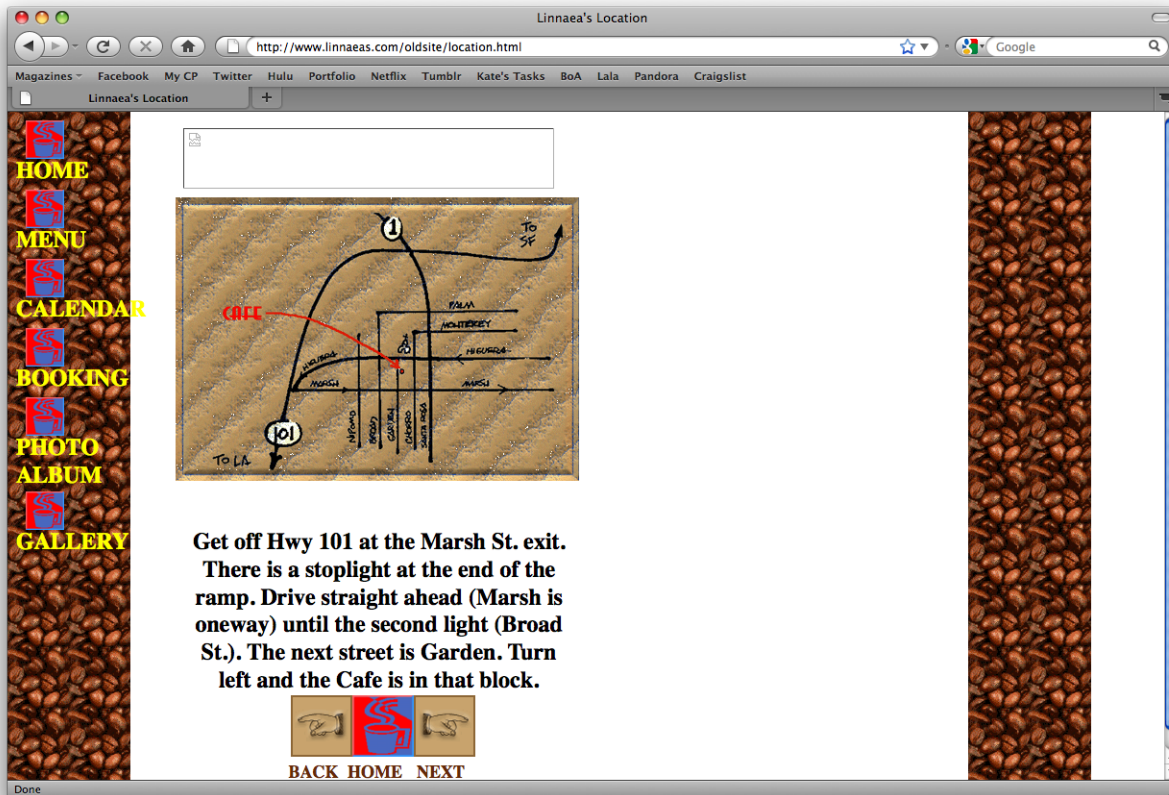 Linnaea's Location
http://www.linnaeas.com/oldsite/location.html
Google
Magazines Facebook My CP Twitter Hulu Portfolio Netflix Tumblr Kate's Tasks BoA Lala Pandora Craigslist
Linnaea's Location
HOME
MENU
CALENDAR
BOOKING
PHOTO
ALBUM
GALLERY
1
TO
SF
PALM
CAFE
MONTEREY
HIGUERA
HIGUERA
MARSH
MARSH
NIPOMO
BROAD
GARDEN
CHORRO
SANTA ROSA
101
TO LA
Get off Hwy 101 at the Marsh St. exit.
There is a stoplight at the end of the
ramp. Drive straight ahead (Marsh is
oneway) until the second light (Broad
St.). The next street is Garden. Turn
left and the Cafe is in that block.
BACK HOME NEXT
Done